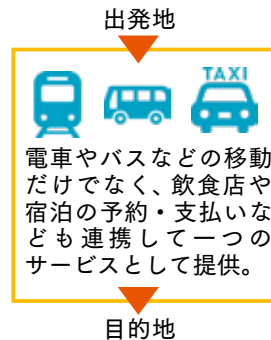 出発地
TAXI
電車やバスなどの移動
だけでなく、飲食店や
宿泊の予約・支払いな
ども連携して一つの
サービスとして提供。
目的地